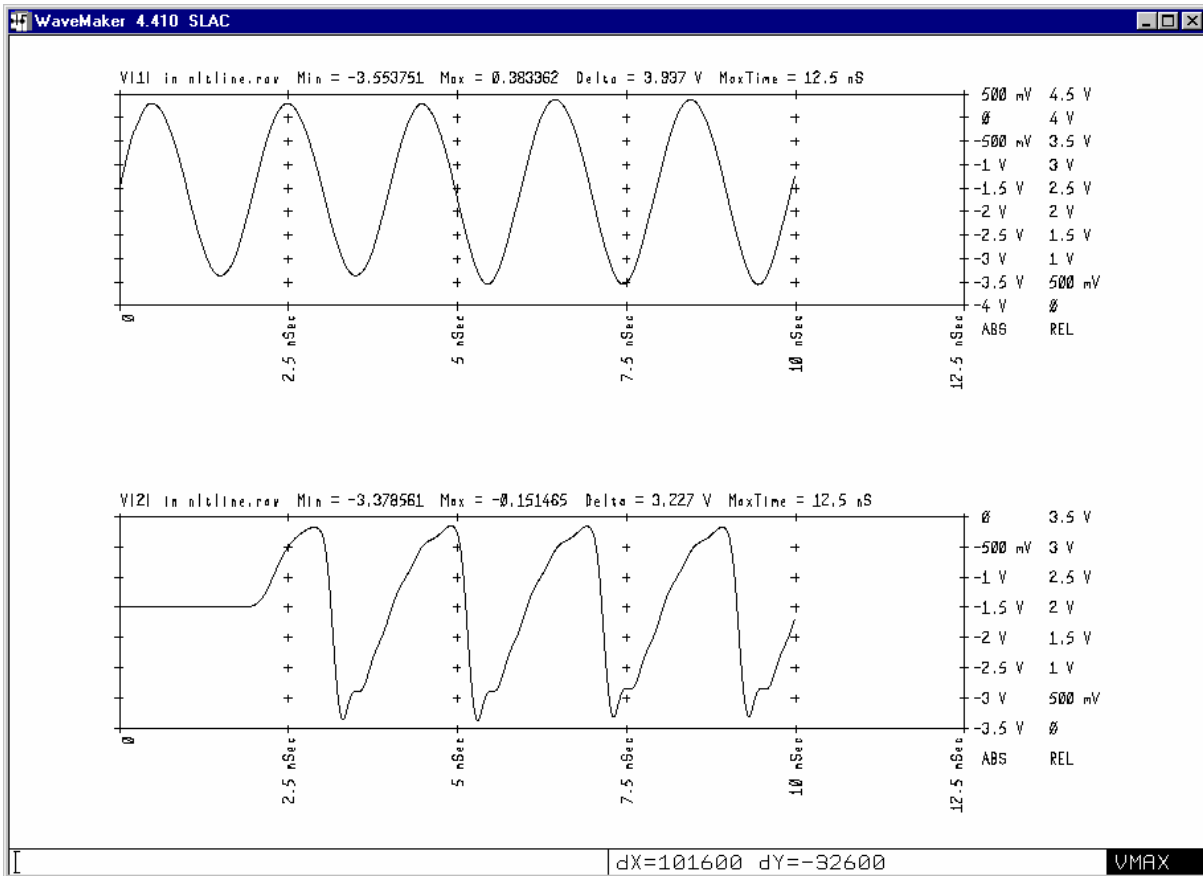 WaveMaker 4.410 SLAC
V(1) in nltline.raw Min = -3.553751 Max = 0.383362 Delta = 3.937 V MaxTime = 12.5 nS
500 mV 4.5 V
0 4 V
-500 mV 3.5 V
-1 V 3 V
-1.5 V 2.5 V
-2 V 2 V
-2.5 V 1.5 V
-3 V 1 V
-3.5 V 500 mV
-4 V 0
ABS REL
0
2.5 nSec
5 nSec
7.5 nSec
10 nSec
12.5 nSec
V(2) in nltline.raw Min = -3.378561 Max = -0.151465 Delta = 3.227 V MaxTime = 12.5 nS
0 3.5 V
-500 mV 3 V
-1 V 2.5 V
-1.5 V 2 V
-2 V 1.5 V
-2.5 V 1 V
-3 V 500 mV
-3.5 V 0
ABS REL
0
2.5 nSec
5 nSec
7.5 nSec
10 nSec
12.5 nSec
[
dX=101600 dY=-32600
VMAX